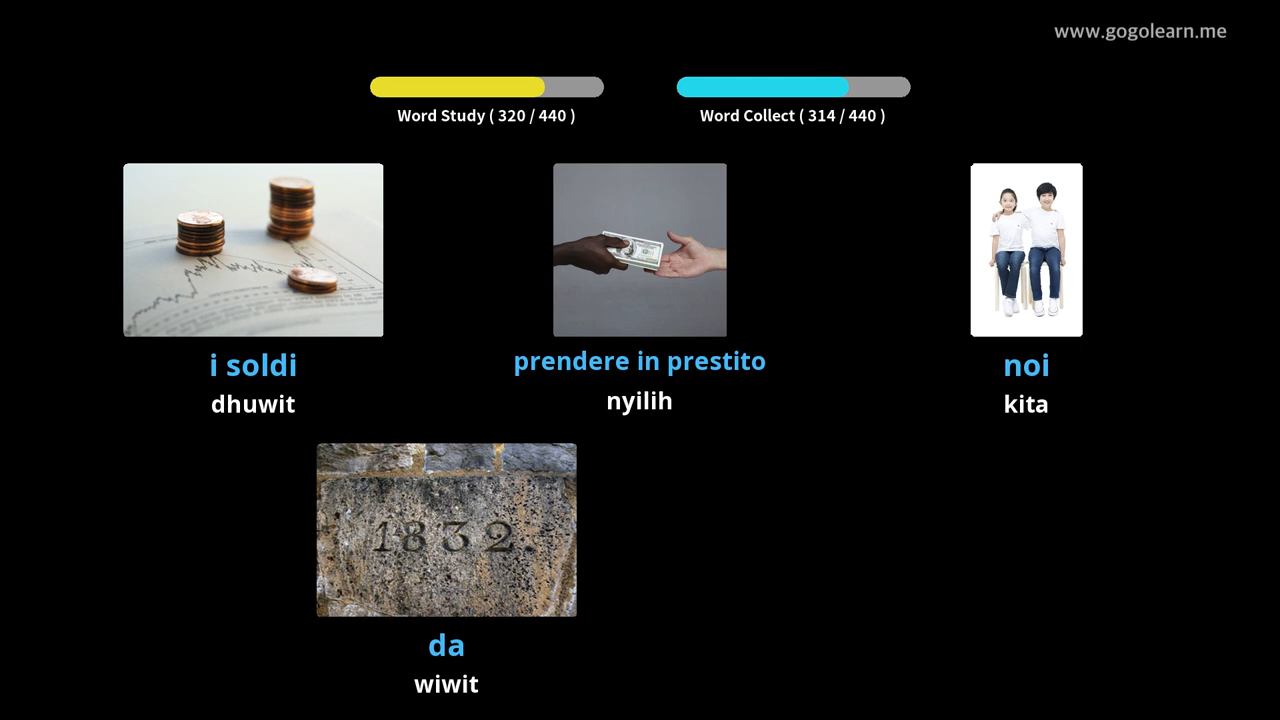 www.gogolearn.me
Word Study ( 320 / 440 )
Word Collect ( 314 / 440 )
i soldi
dhuwit
prendere in prestito
nyilih
noi
kita
1832
da
wiwit